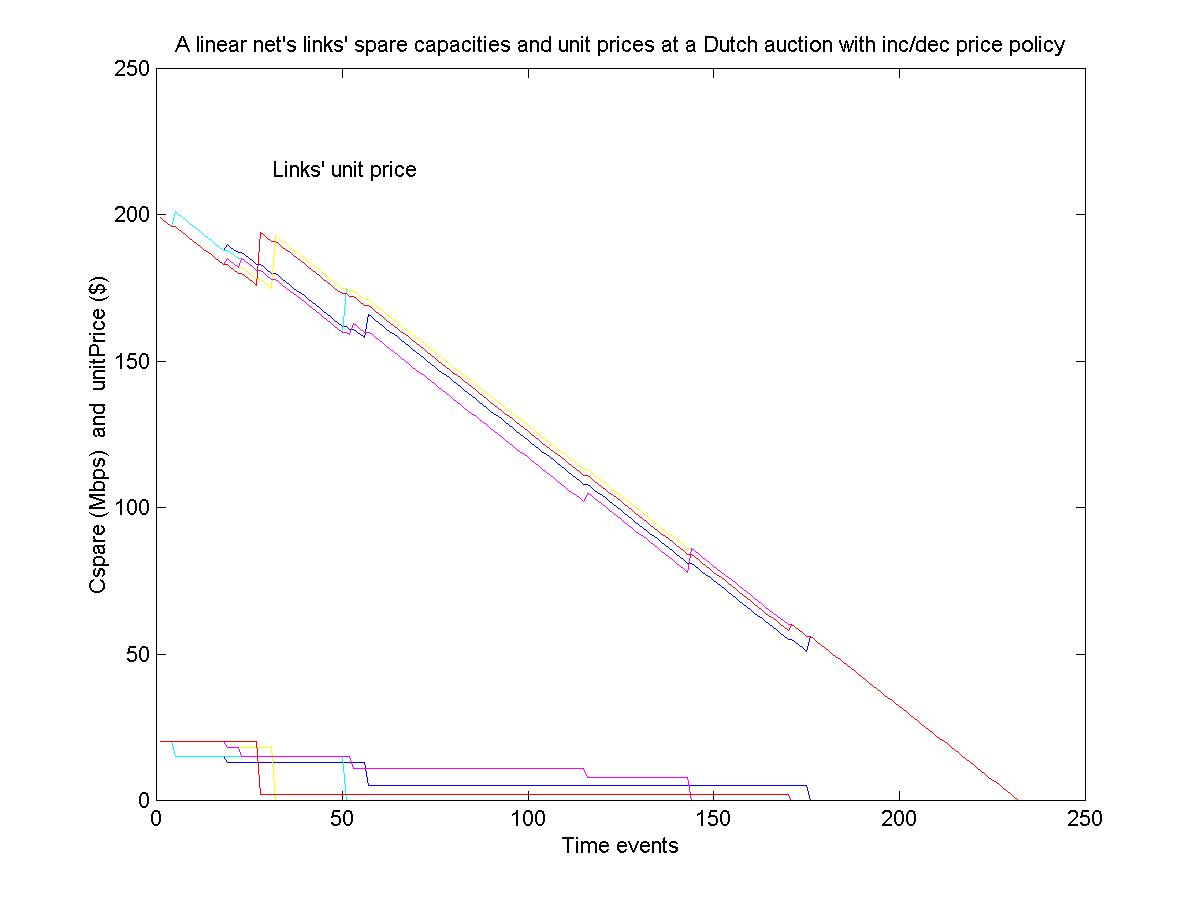 A linear net's links' spare capacities and unit prices at a Dutch auction with inc/dec price policy
250
Links' unit price
200
150
100
50
0
Cspare (Mbps) and unitPrice ($)
0 50 100 150 200 250
Time events